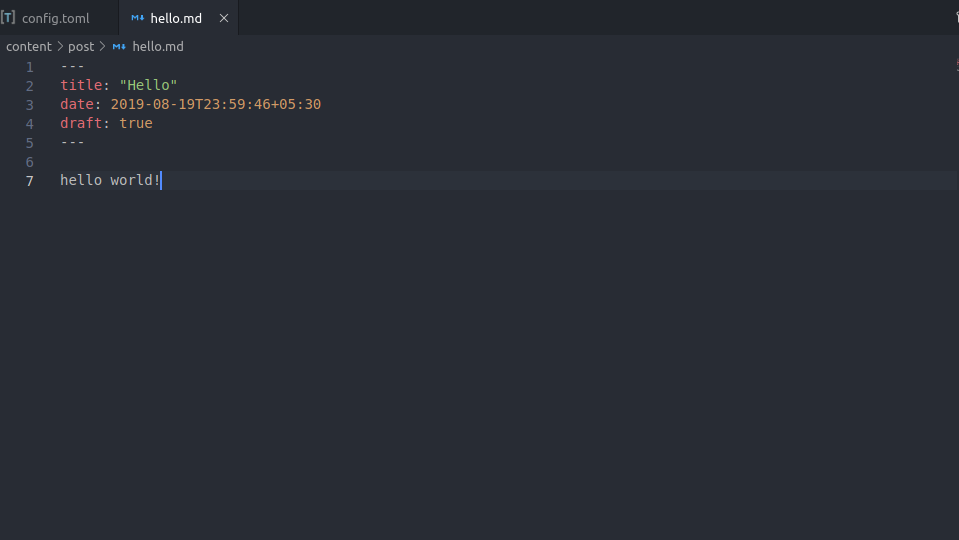 [T] config.toml
hello.md
content > post > hello.md
1 ---
2 title: "Hello"
3 date: 2019-08-19T23:59:46+05:30
4 draft: true
5 ---
6
7 hello world!